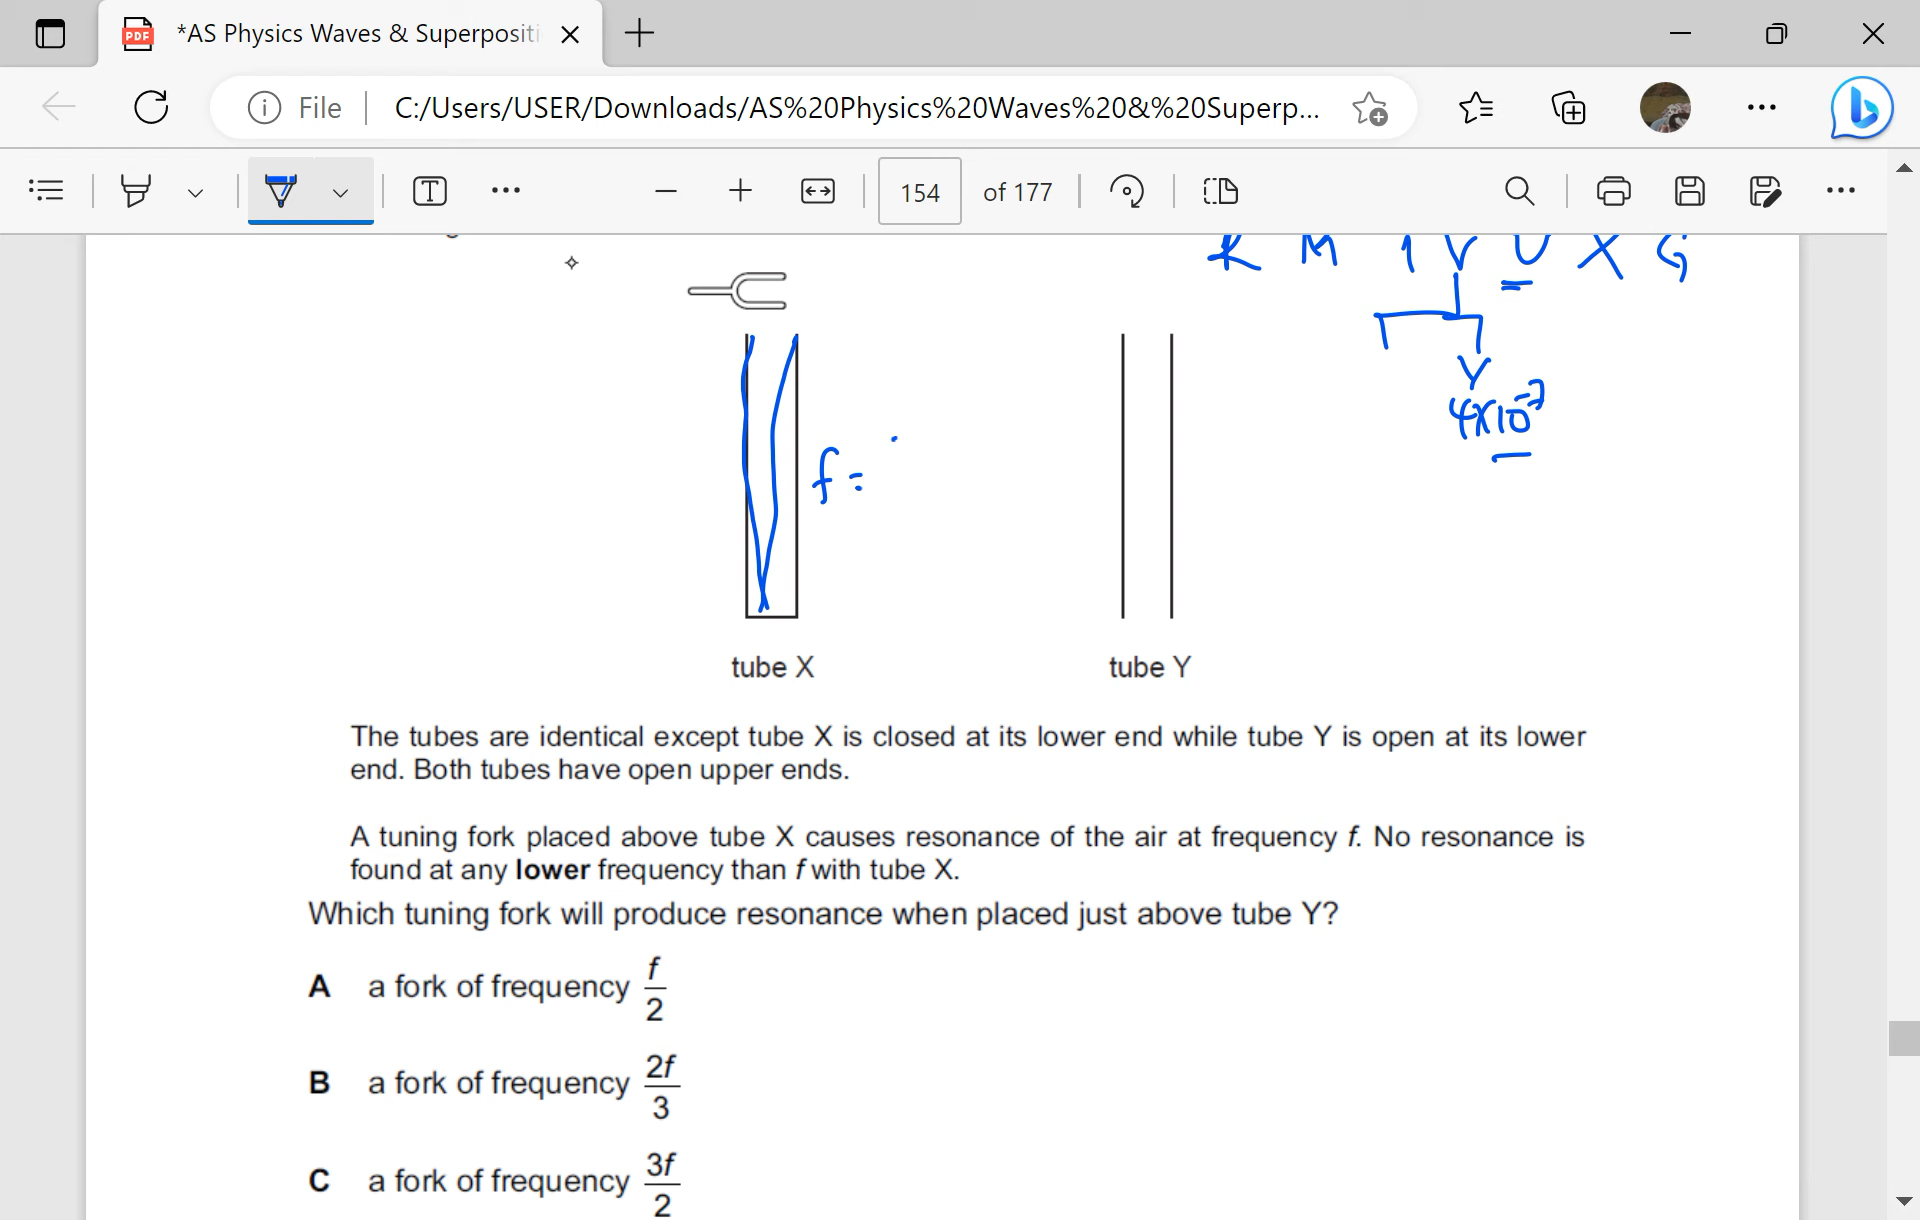 *AS Physics Waves & Superpositi
File
C:/Users/USER/Downloads/AS%20Physics%20Waves%20&%20Superp...
154 of 177
R M I V U X G
V
4×10⁻⁷
f =
tube X
tube Y
The tubes are identical except tube X is closed at its lower end while tube Y is open at its lower
end. Both tubes have open upper ends.
A tuning fork placed above tube X causes resonance of the air at frequency f. No resonance is
found at any lower frequency than f with tube X.
Which tuning fork will produce resonance when placed just above tube Y?
A a fork of frequency f/2
B a fork of frequency 2f/3
C a fork of frequency 3f/2